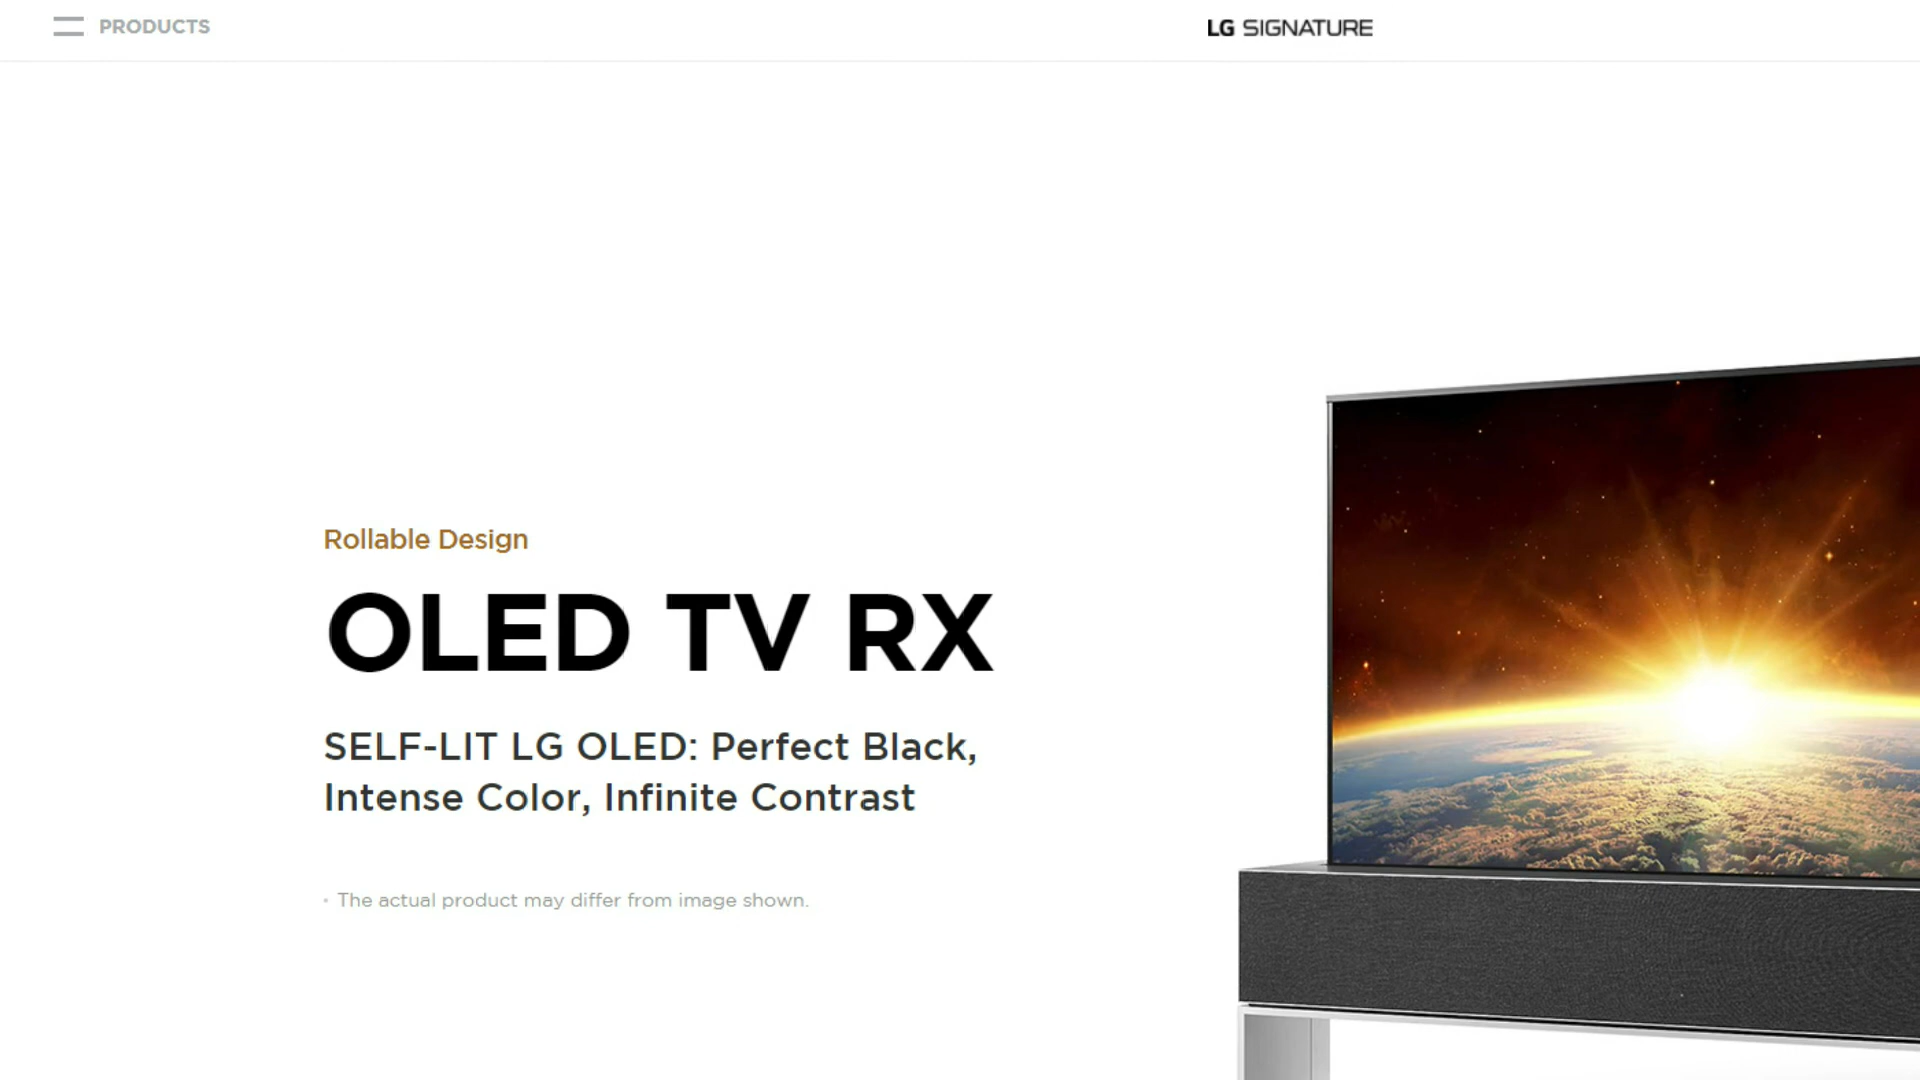 PRODUCTS
LG SIGNATURE
Rollable Design
OLED TV RX
SELF-LIT LG OLED: Perfect Black,
Intense Color, Infinite Contrast
• The actual product may differ from image shown.